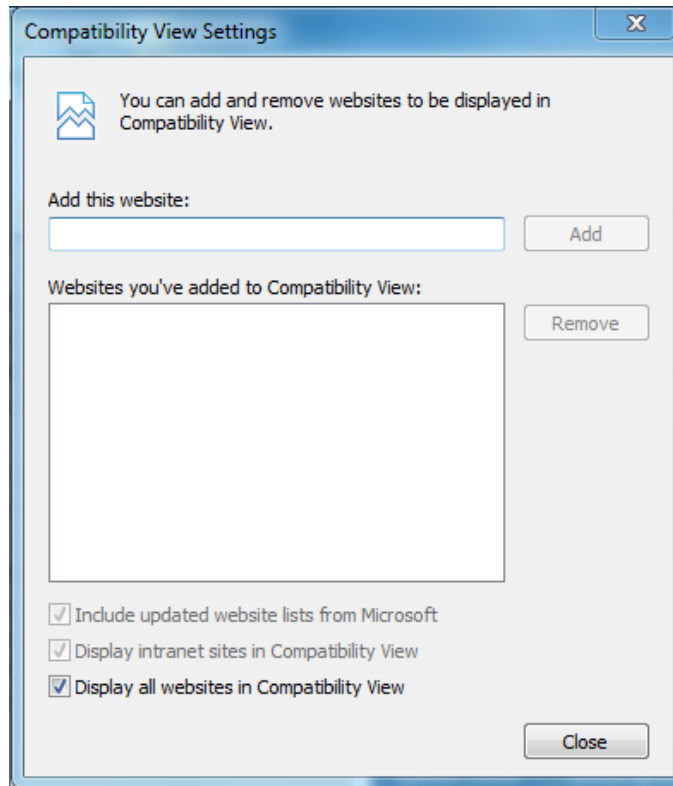 Compatibility View Settings
You can add and remove websites to be displayed in
Compatibility View.
Add this website:
Add
Websites you've added to Compatibility View:
Remove
Include updated website lists from Microsoft
Display intranet sites in Compatibility View
Display all websites in Compatibility View
Close